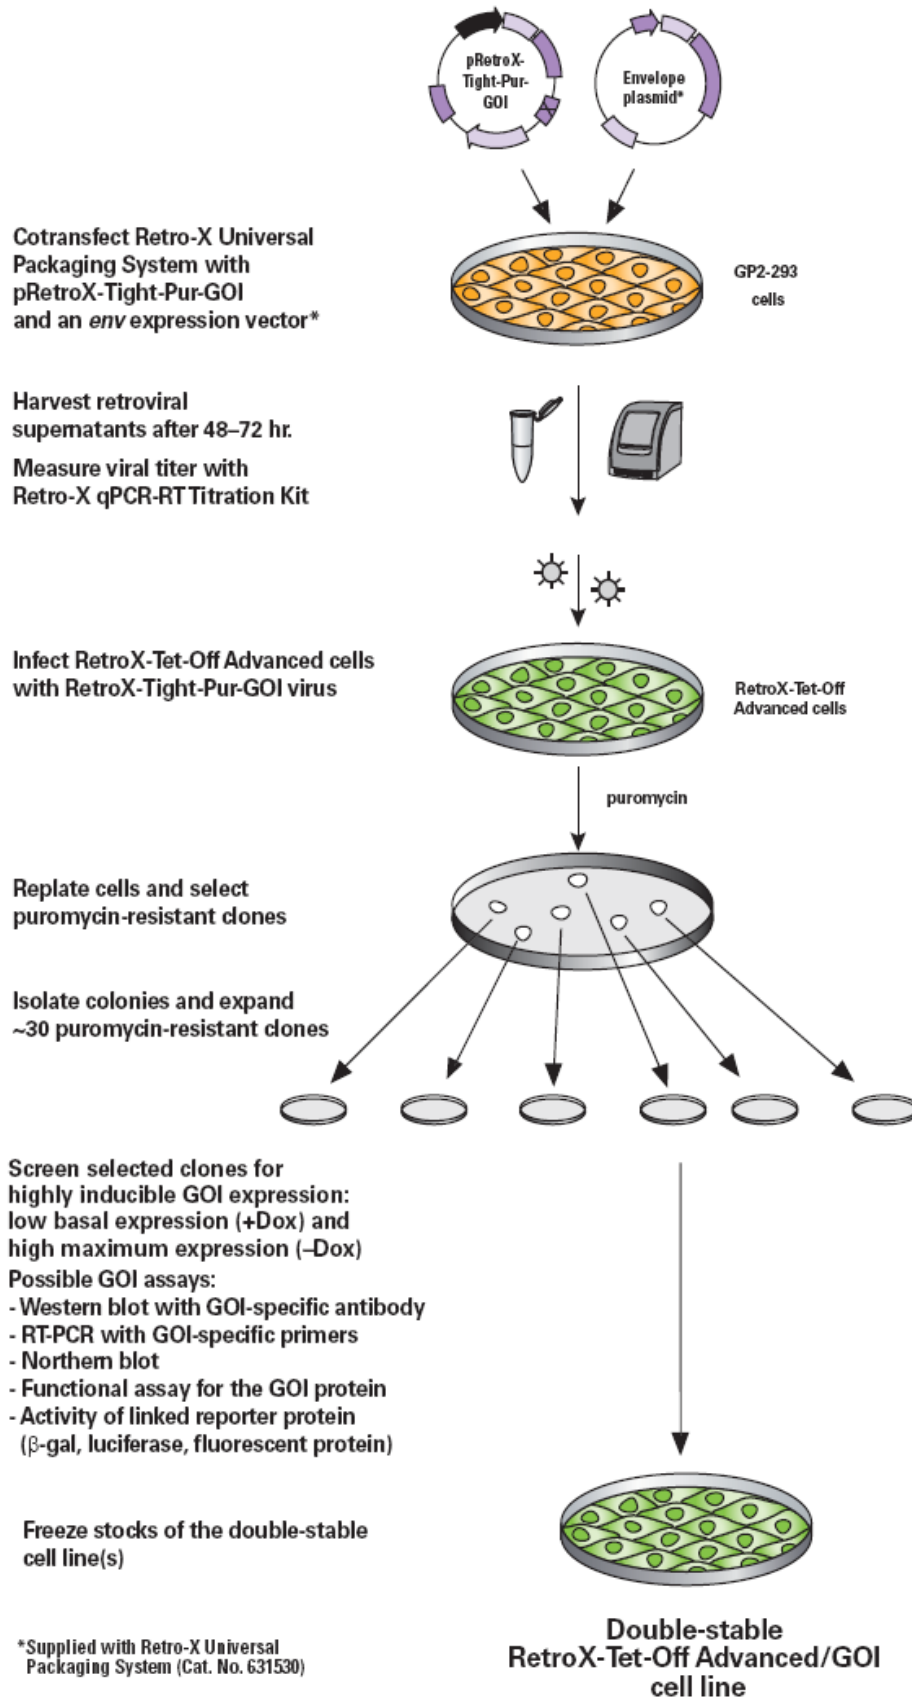 pRetroX-
Tight-Pur-
GOI
Envelope
plasmid*
Cotransfect Retro-X Universal
Packaging System with
pRetroX-Tight-Pur-GOI
and an env expression vector*
GP2-293
cells
Harvest retroviral
supernatants after 48–72 hr.
Measure viral titer with
Retro-X qPCR-RT Titration Kit
Infect RetroX-Tet-Off Advanced cells
with RetroX-Tight-Pur-GOI virus
RetroX-Tet-Off
Advanced cells
puromycin
Replate cells and select
puromycin-resistant clones
Isolate colonies and expand
~30 puromycin-resistant clones
Screen selected clones for
highly inducible GOI expression:
low basal expression (+Dox) and
high maximum expression (–Dox)
Possible GOI assays:
- Western blot with GOI-specific antibody
- RT-PCR with GOI-specific primers
- Northern blot
- Functional assay for the GOI protein
- Activity of linked reporter protein
(β-gal, luciferase, fluorescent protein)
Freeze stocks of the double-stable
cell line(s)
*Supplied with Retro-X Universal
Packaging System (Cat. No. 631530)
Double-stable
RetroX-Tet-Off Advanced/GOI
cell line